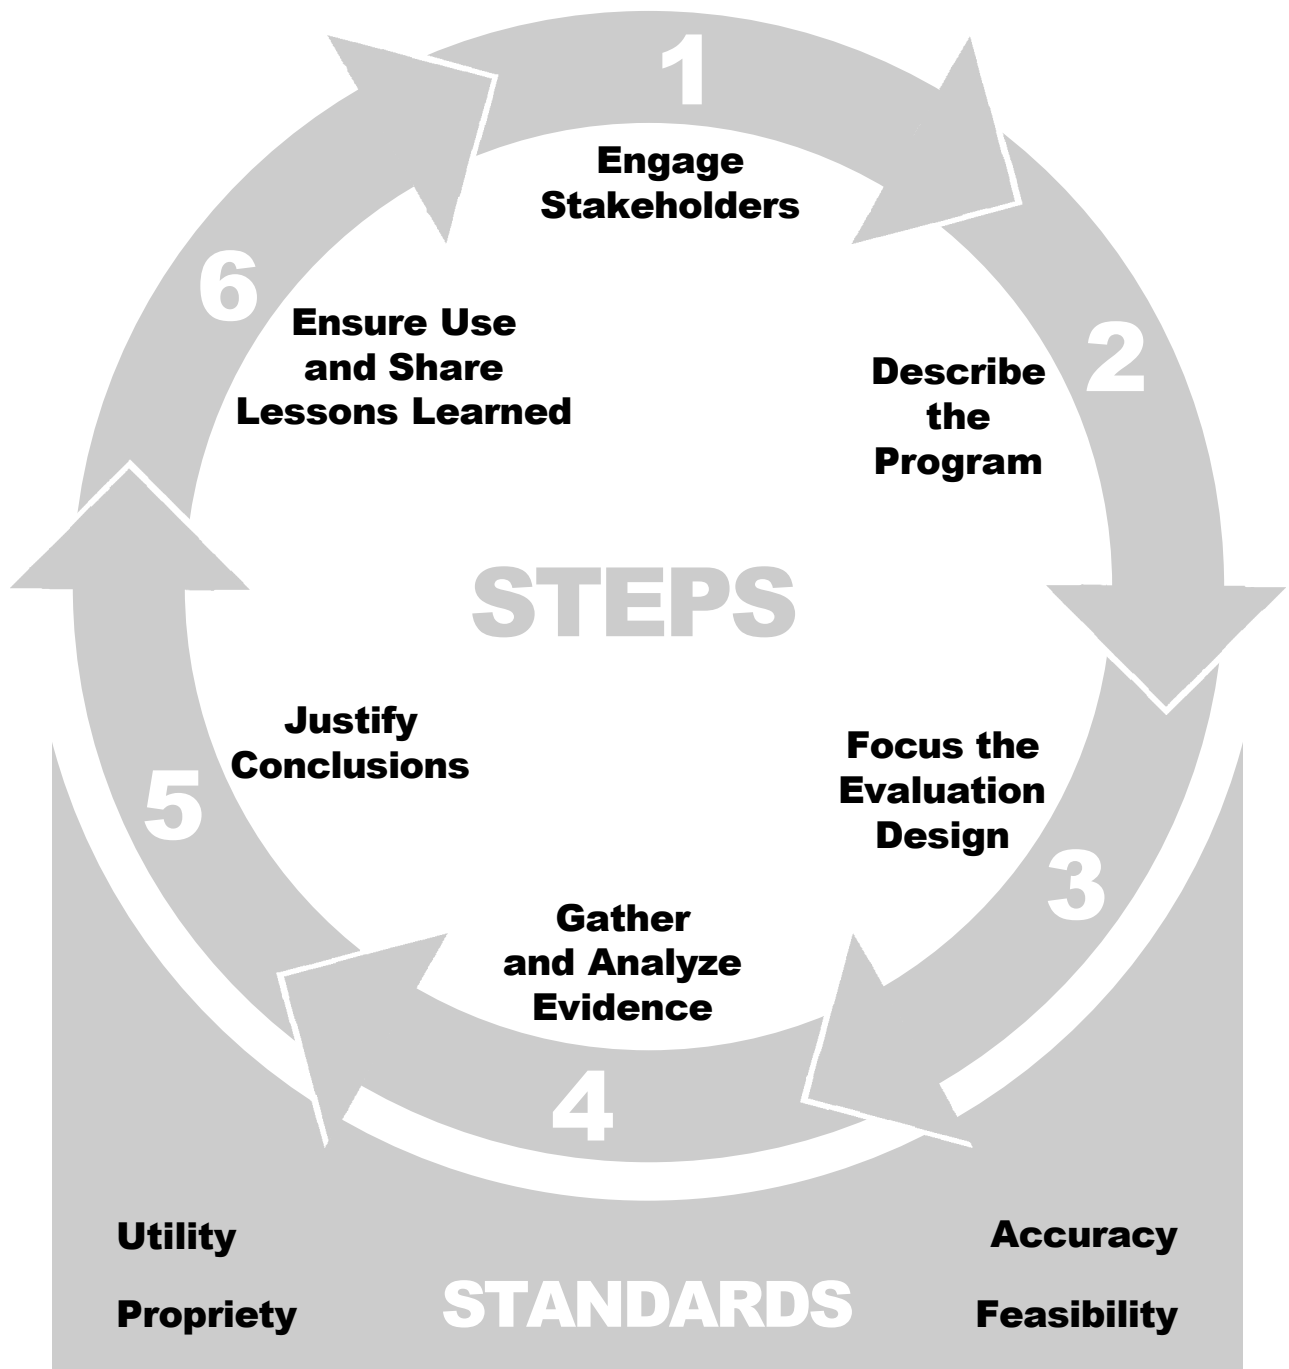 1
Engage
Stakeholders
2
Describe
the
Program
3
Focus the
Evaluation
Design
4
Gather
and Analyze
Evidence
5
Justify
Conclusions
6
Ensure Use
and Share
Lessons Learned
STEPS
Utility
Propriety
STANDARDS
Accuracy
Feasibility